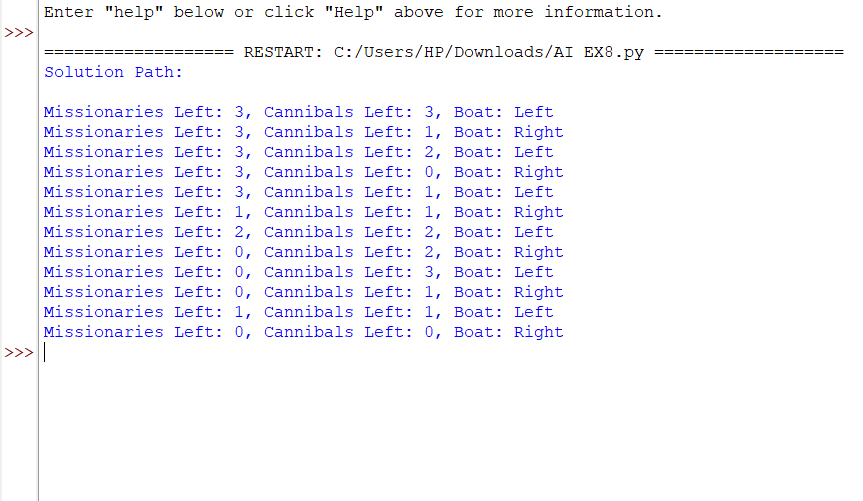 Enter "help" below or click "Help" above for more information.
>>>
=================== RESTART: C:/Users/HP/Downloads/AI EX8.py ===================
Solution Path:
Missionaries Left: 3, Cannibals Left: 3, Boat: Left
Missionaries Left: 3, Cannibals Left: 1, Boat: Right
Missionaries Left: 3, Cannibals Left: 2, Boat: Left
Missionaries Left: 3, Cannibals Left: 0, Boat: Right
Missionaries Left: 3, Cannibals Left: 1, Boat: Left
Missionaries Left: 1, Cannibals Left: 1, Boat: Right
Missionaries Left: 2, Cannibals Left: 2, Boat: Left
Missionaries Left: 0, Cannibals Left: 2, Boat: Right
Missionaries Left: 0, Cannibals Left: 3, Boat: Left
Missionaries Left: 0, Cannibals Left: 1, Boat: Right
Missionaries Left: 1, Cannibals Left: 1, Boat: Left
Missionaries Left: 0, Cannibals Left: 0, Boat: Right
>>>